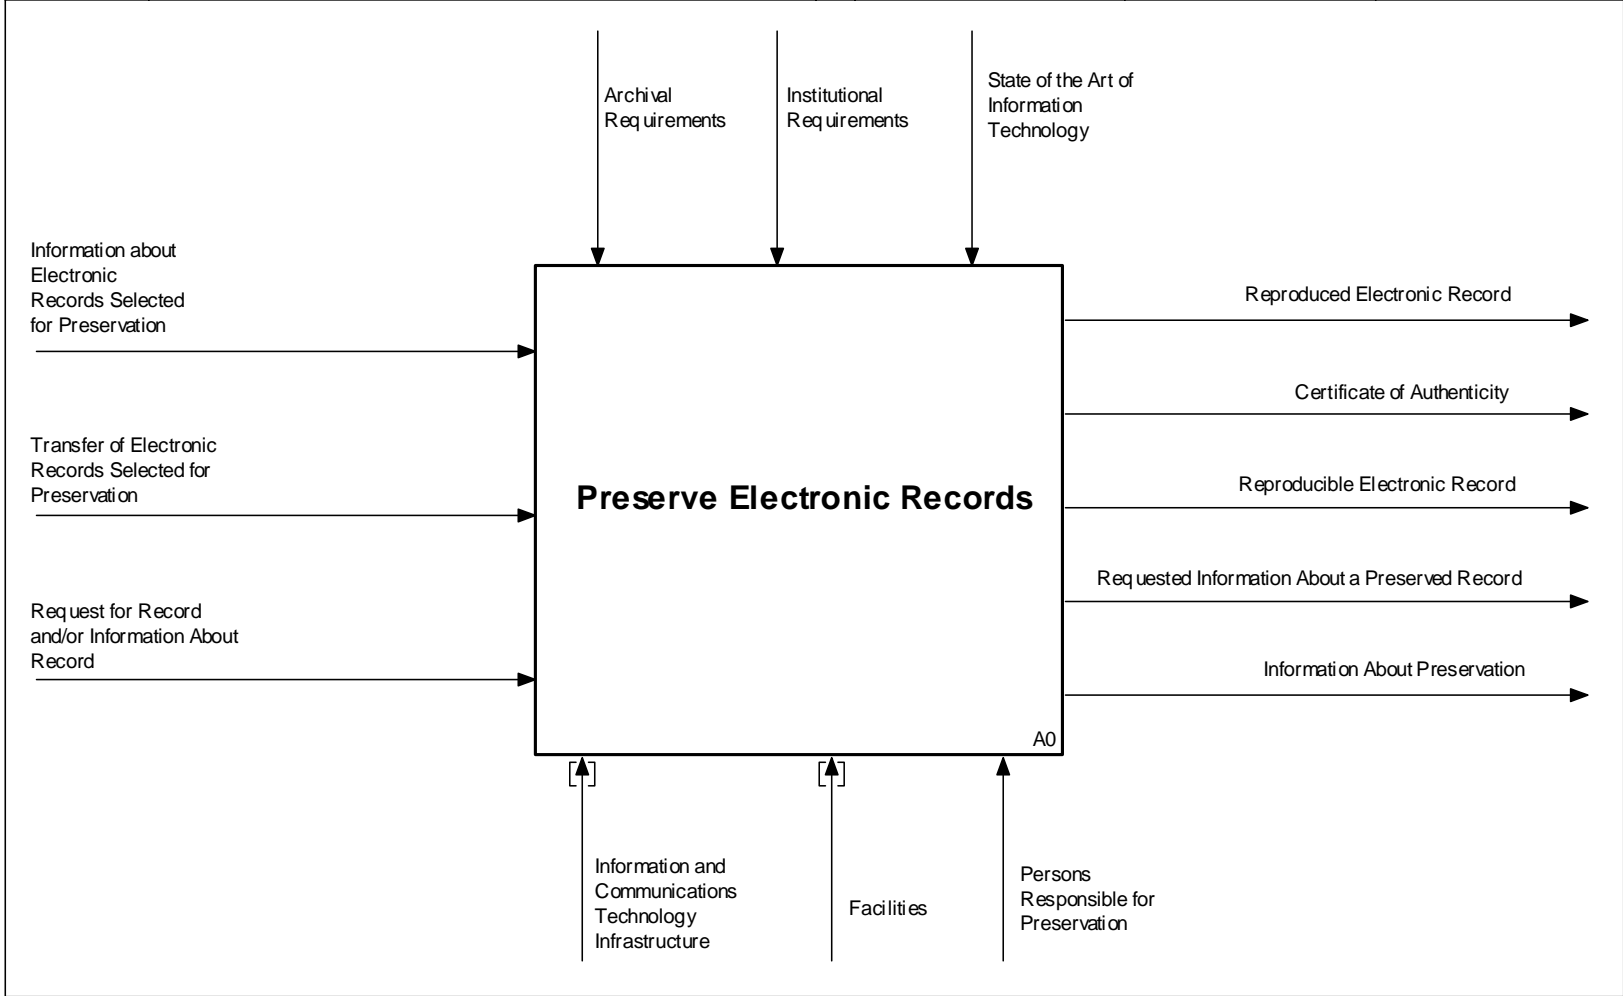 Archival
Requirements
Institutional
Requirements
State of the Art of
Information
Technology
Information about
Electronic
Records Selected
for Preservation
Transfer of Electronic
Records Selected for
Preservation
Request for Record
and/or Information About
Record
Preserve Electronic Records
A0
Reproduced Electronic Record
Certificate of Authenticity
Reproducible Electronic Record
Requested Information About a Preserved Record
Information About Preservation
Information and
Communications
Technology
Infrastructure
Facilities
Persons
Responsible for
Preservation